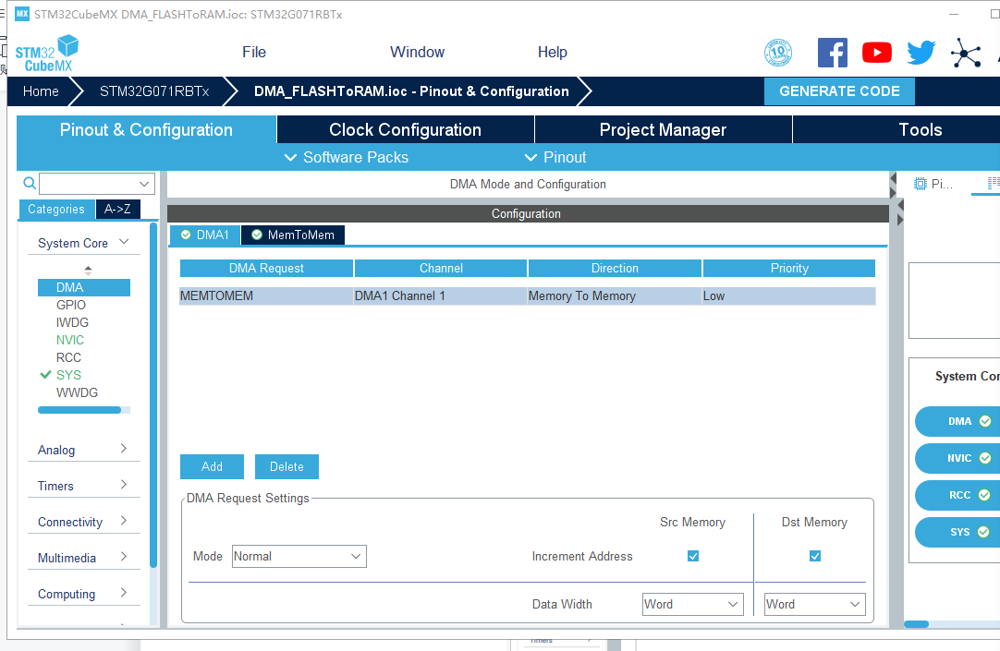 MX STM32CubeMX DMA_FLASHToRAM.ioc: STM32G071RBTx
STM32
CubeMX
File Window Help
10
Home STM32G071RBTx DMA_FLASHToRAM.ioc - Pinout & Configuration GENERATE CODE
Pinout & Configuration Clock Configuration Project Manager Tools
Software Packs Pinout
DMA Mode and Configuration
Pi...
Categories A->Z
Configuration
DMA1 MemToMem
System Core
DMA
GPIO
IWDG
NVIC
RCC
SYS
WWDG
Analog
Timers
Connectivity
Multimedia
Computing
DMA Request Channel Direction Priority
MEMTOMEM DMA1 Channel 1 Memory To Memory Low
Add Delete
DMA Request Settings
Src Memory Dst Memory
Mode Normal Increment Address
Data Width Word Word
System Cor
DMA
NVIC
RCC
SYS
Timers